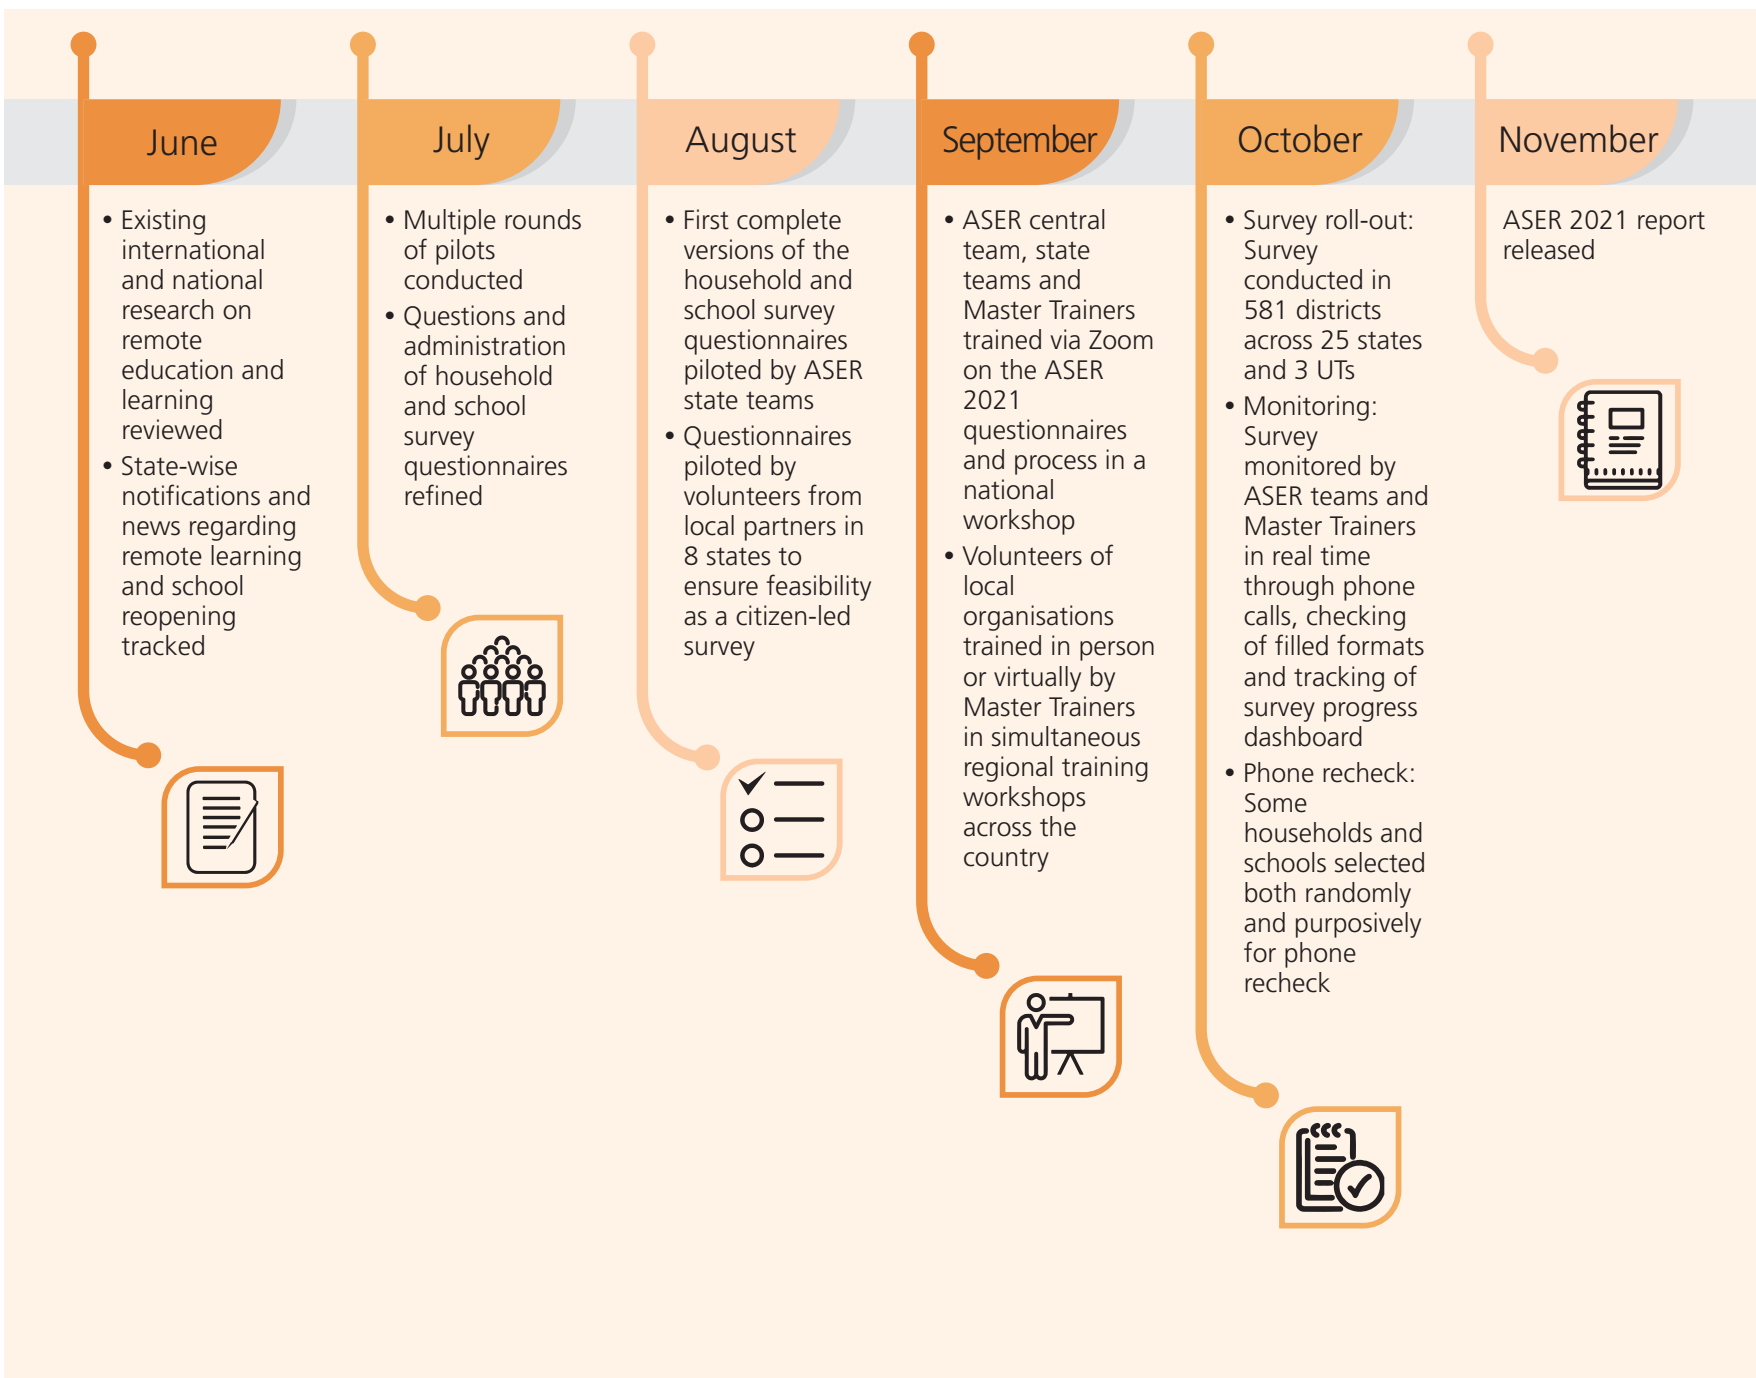 June
• Existing
international
and national
research on
remote
education and
learning
reviewed
• State-wise
notifications and
news regarding
remote learning
and school
reopening
tracked
July
• Multiple rounds
of pilots
conducted
• Questions and
administration
of household
and school
survey
questionnaires
refined
August
• First complete
versions of the
household and
school survey
questionnaires
piloted by ASER
state teams
• Questionnaires
piloted by
volunteers from
local partners in
8 states to
ensure feasibility
as a citizen-led
survey
September
• ASER central
team, state
teams and
Master Trainers
trained via Zoom
on the ASER
2021
questionnaires
and process in a
national
workshop
• Volunteers of
local
organisations
trained in person
or virtually by
Master Trainers
in simultaneous
regional training
workshops
across the
country
October
• Survey roll-out:
Survey
conducted in
581 districts
across 25 states
and 3 UTs
• Monitoring:
Survey
monitored by
ASER teams and
Master Trainers
in real time
through phone
calls, checking
of filled formats
and tracking of
survey progress
dashboard
• Phone recheck:
Some
households and
schools selected
both randomly
and purposively
for phone
recheck
November
ASER 2021 report
released